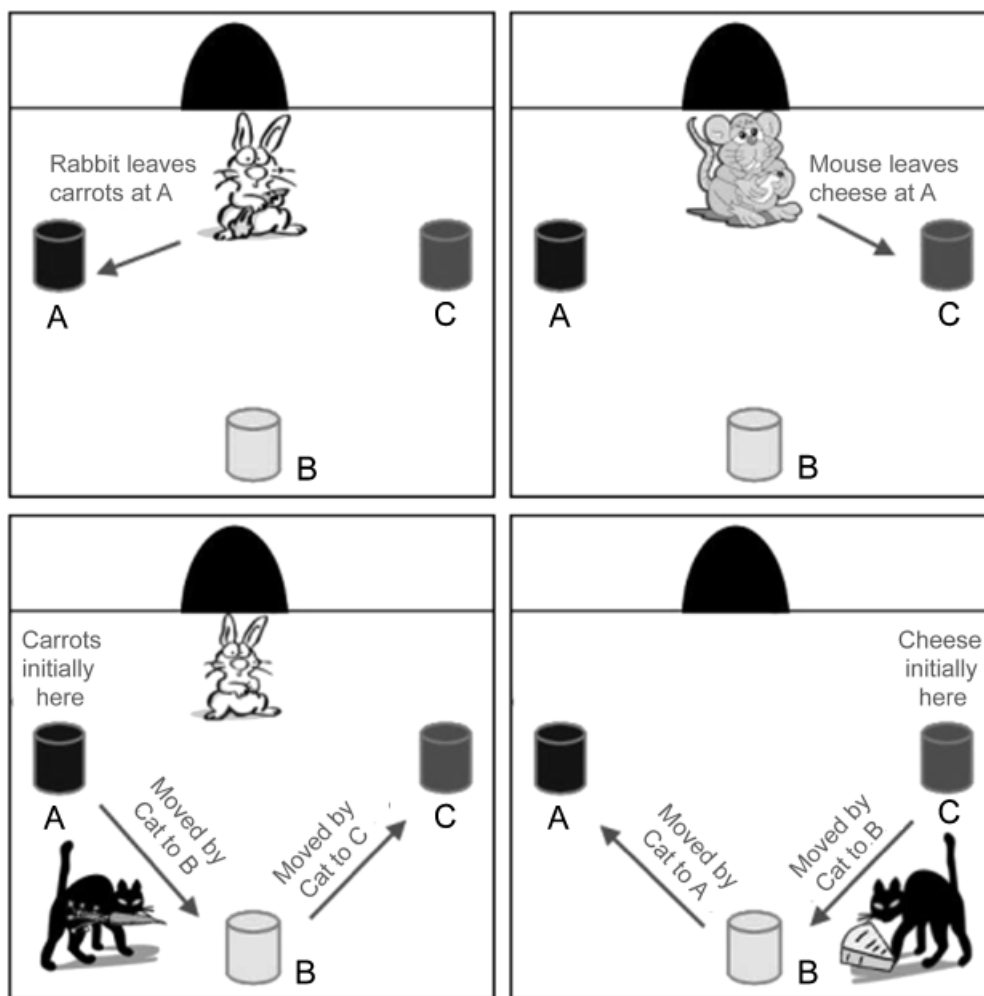 Rabbit leaves
carrots at A
A
C
B
Mouse leaves
cheese at A
A
C
B
Carrots
initially
here
A
Moved by
Cat to B
Moved by
Cat to C
C
B
Cheese
initially
here
A
Moved by
Cat to A
Moved by
Cat to.B
C
B